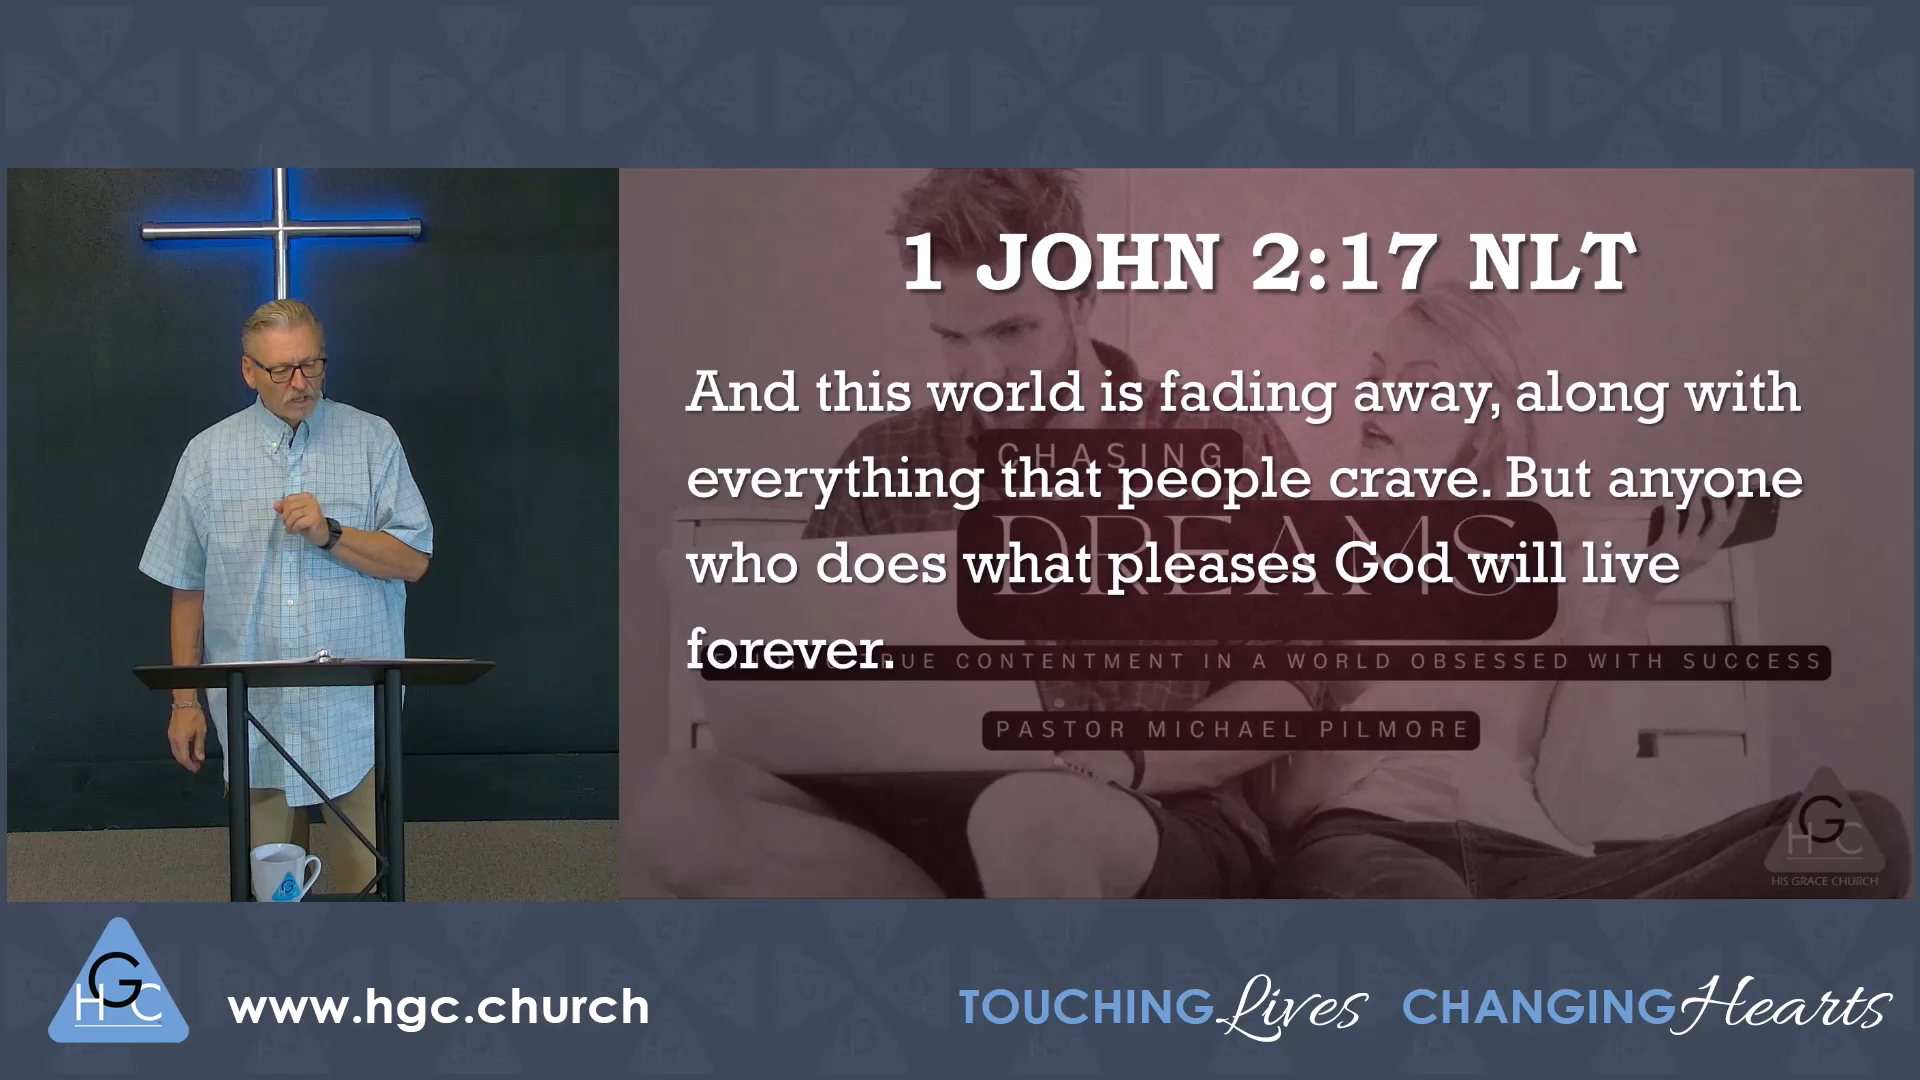 1 JOHN 2:17 NLT
And this world is fading away, along with
CHASING
everything that people crave. But anyone
DREAMS
who does what pleases God will live
forever.
TRUE CONTENTMENT IN A WORLD OBSESSED WITH SUCCESS
PASTOR MICHAEL PILMORE
HGC
HIS GRACE CHURCH
HGC
www.hgc.church
TOUCHING Lives CHANGING Hearts